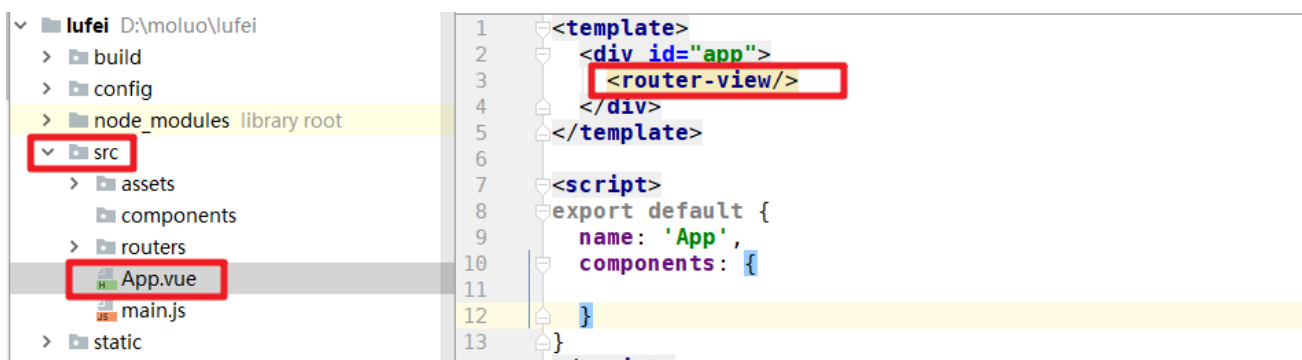 lufei D:\moluo\lufei
build
config
node_modules library root
src
assets
components
routers
App.vue
main.js
static
1 <template>
2 <div id="app">
3 <router-view/>
4 </div>
5 </template>
6
7 <script>
8 export default {
9 name: 'App',
10 components: {
11
12 }
13 }